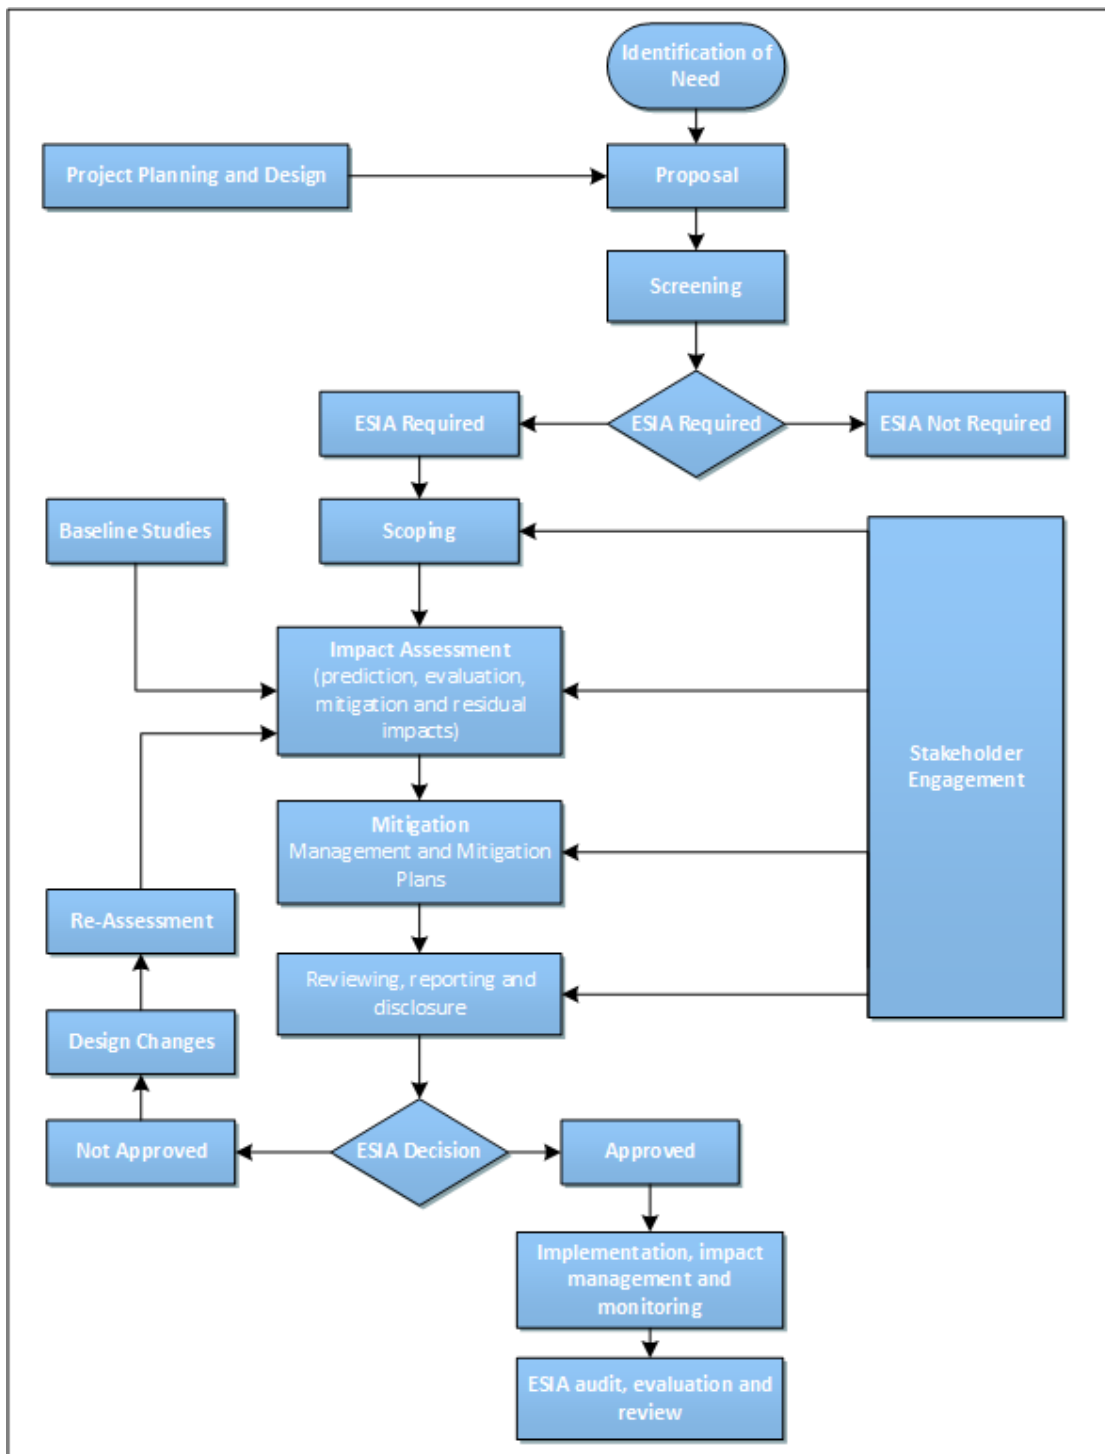 Identification of
Need
Project Planning and Design
Proposal
Screening
ESIA Required
ESIA Required
ESIA Not Required
Baseline Studies
Scoping
Impact Assessment
(prediction, evaluation,
mitigation and residual
impacts)
Stakeholder
Engagement
Mitigation
Management and Mitigation
Plans
Re-Assessment
Reviewing, reporting and
disclosure
Design Changes
Not Approved
ESIA Decision
Approved
Implementation, impact
management and
monitoring
ESIA audit, evaluation and
review